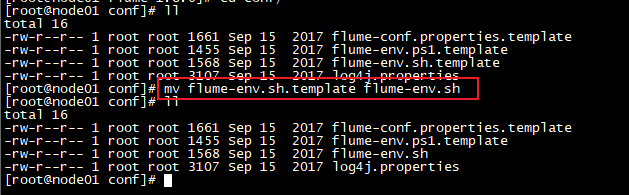 [root@node01 conf]# ll
total 16
-rw-r--r-- 1 root root 1661 Sep 15  2017 flume-conf.properties.template
-rw-r--r-- 1 root root 1455 Sep 15  2017 flume-env.ps1.template
-rw-r--r-- 1 root root 1568 Sep 15  2017 flume-env.sh.template
-rw-r--r-- 1 root root 3107 Sep 15  2017 log4j.properties
[root@node01 conf]# mv flume-env.sh.template flume-env.sh
[root@node01 conf]# ll
total 16
-rw-r--r-- 1 root root 1661 Sep 15  2017 flume-conf.properties.template
-rw-r--r-- 1 root root 1455 Sep 15  2017 flume-env.ps1.template
-rw-r--r-- 1 root root 1568 Sep 15  2017 flume-env.sh
-rw-r--r-- 1 root root 3107 Sep 15  2017 log4j.properties
[root@node01 conf]#